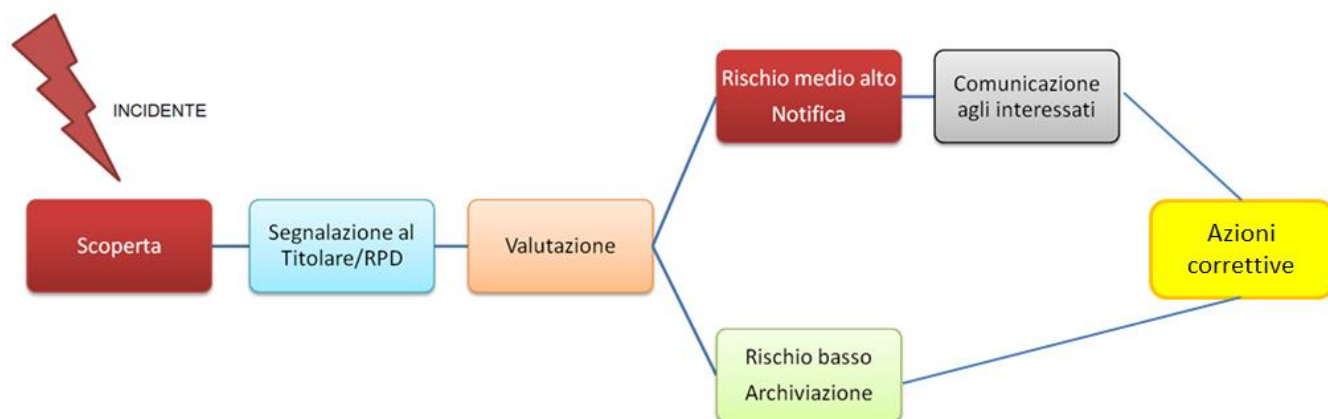 INCIDENTE
Scoperta
Segnalazione al
Titolare/RPD
Valutazione
Rischio medio alto
Notifica
Comunicazione
agli interessati
Rischio basso
Archiviazione
Azioni
correttive